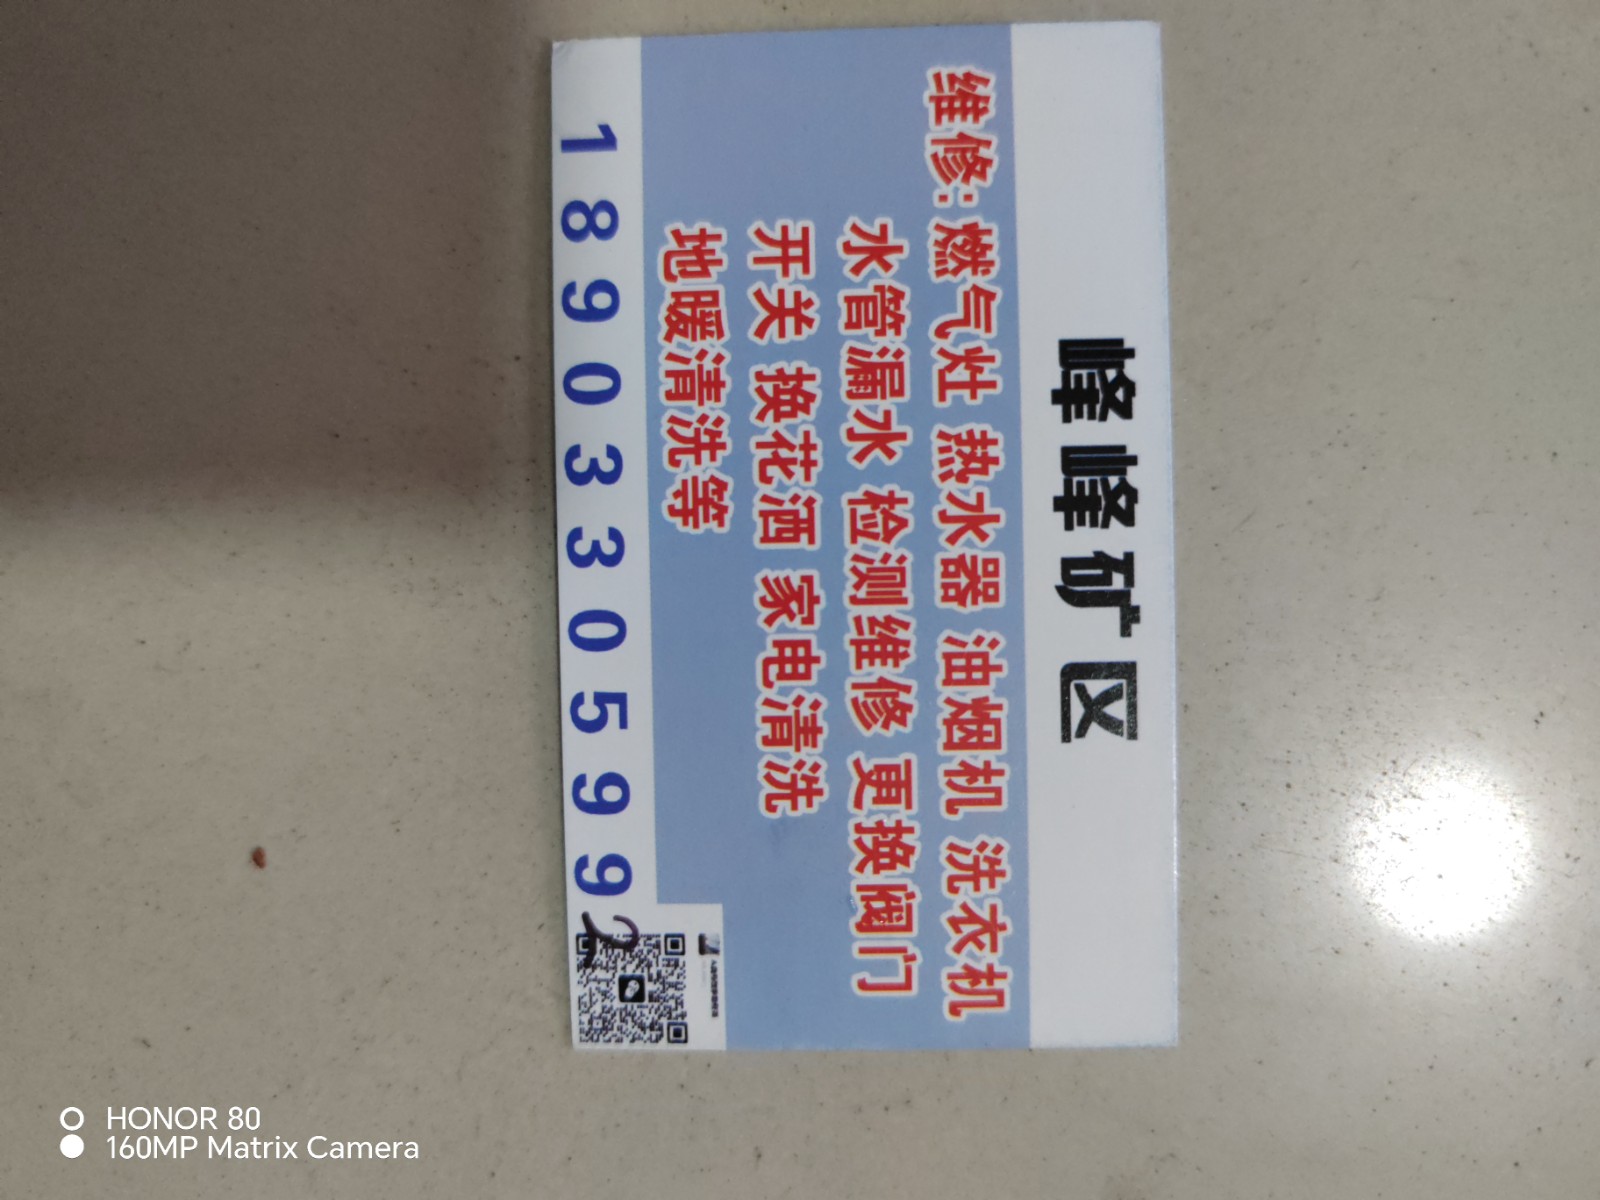 峰峰矿区
维修: 燃气灶 热水器 油烟机 洗衣机
水管漏水 检测维修 更换阀门
开关 换花洒 家电清洗
地暖清洗等
18903305992
HONOR 80
160MP Matrix Camera